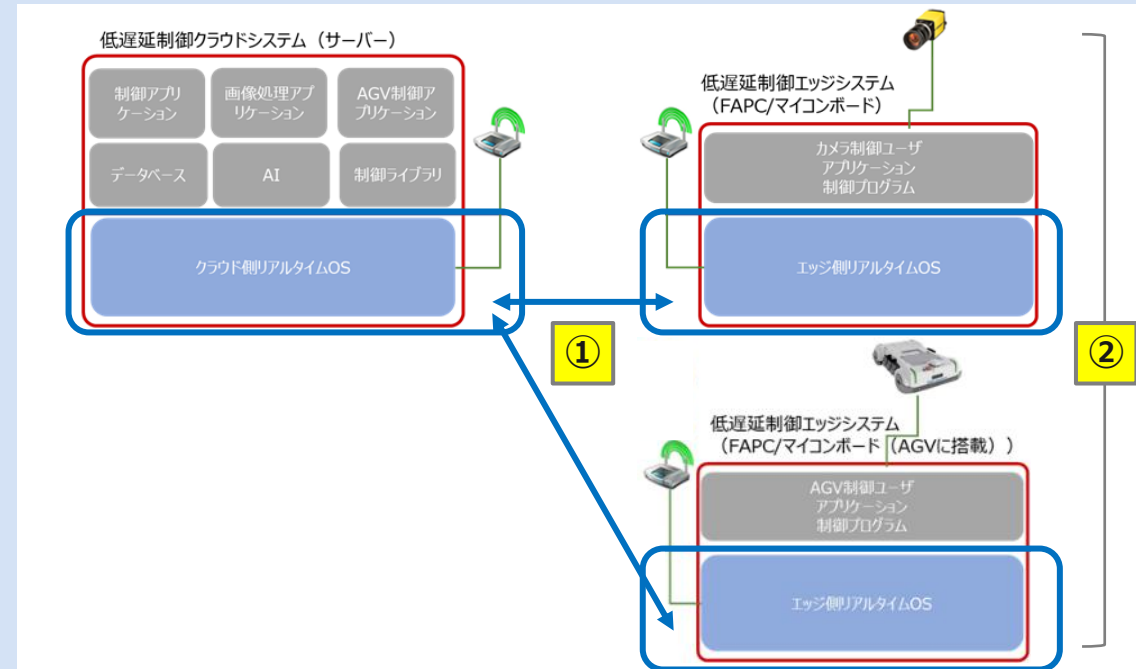 低遅延制御クラウドシステム（サーバー）
制御アプリ
ケーション
画像処理アプ
リケーション
AGV制御ア
プリケーション
データベース
AI
制御ライブラリ
クラウド側リアルタイムOS
低遅延制御エッジシステム
（FAPC/マイコンボード）
カメラ制御ユーザ
アプリケーション
制御プログラム
エッジ側リアルタイムOS
①
②
低遅延制御エッジシステム
（FAPC/マイコンボード（AGVに搭載））
AGV制御ユーザ
アプリケーション
制御プログラム
エッジ側リアルタイムOS